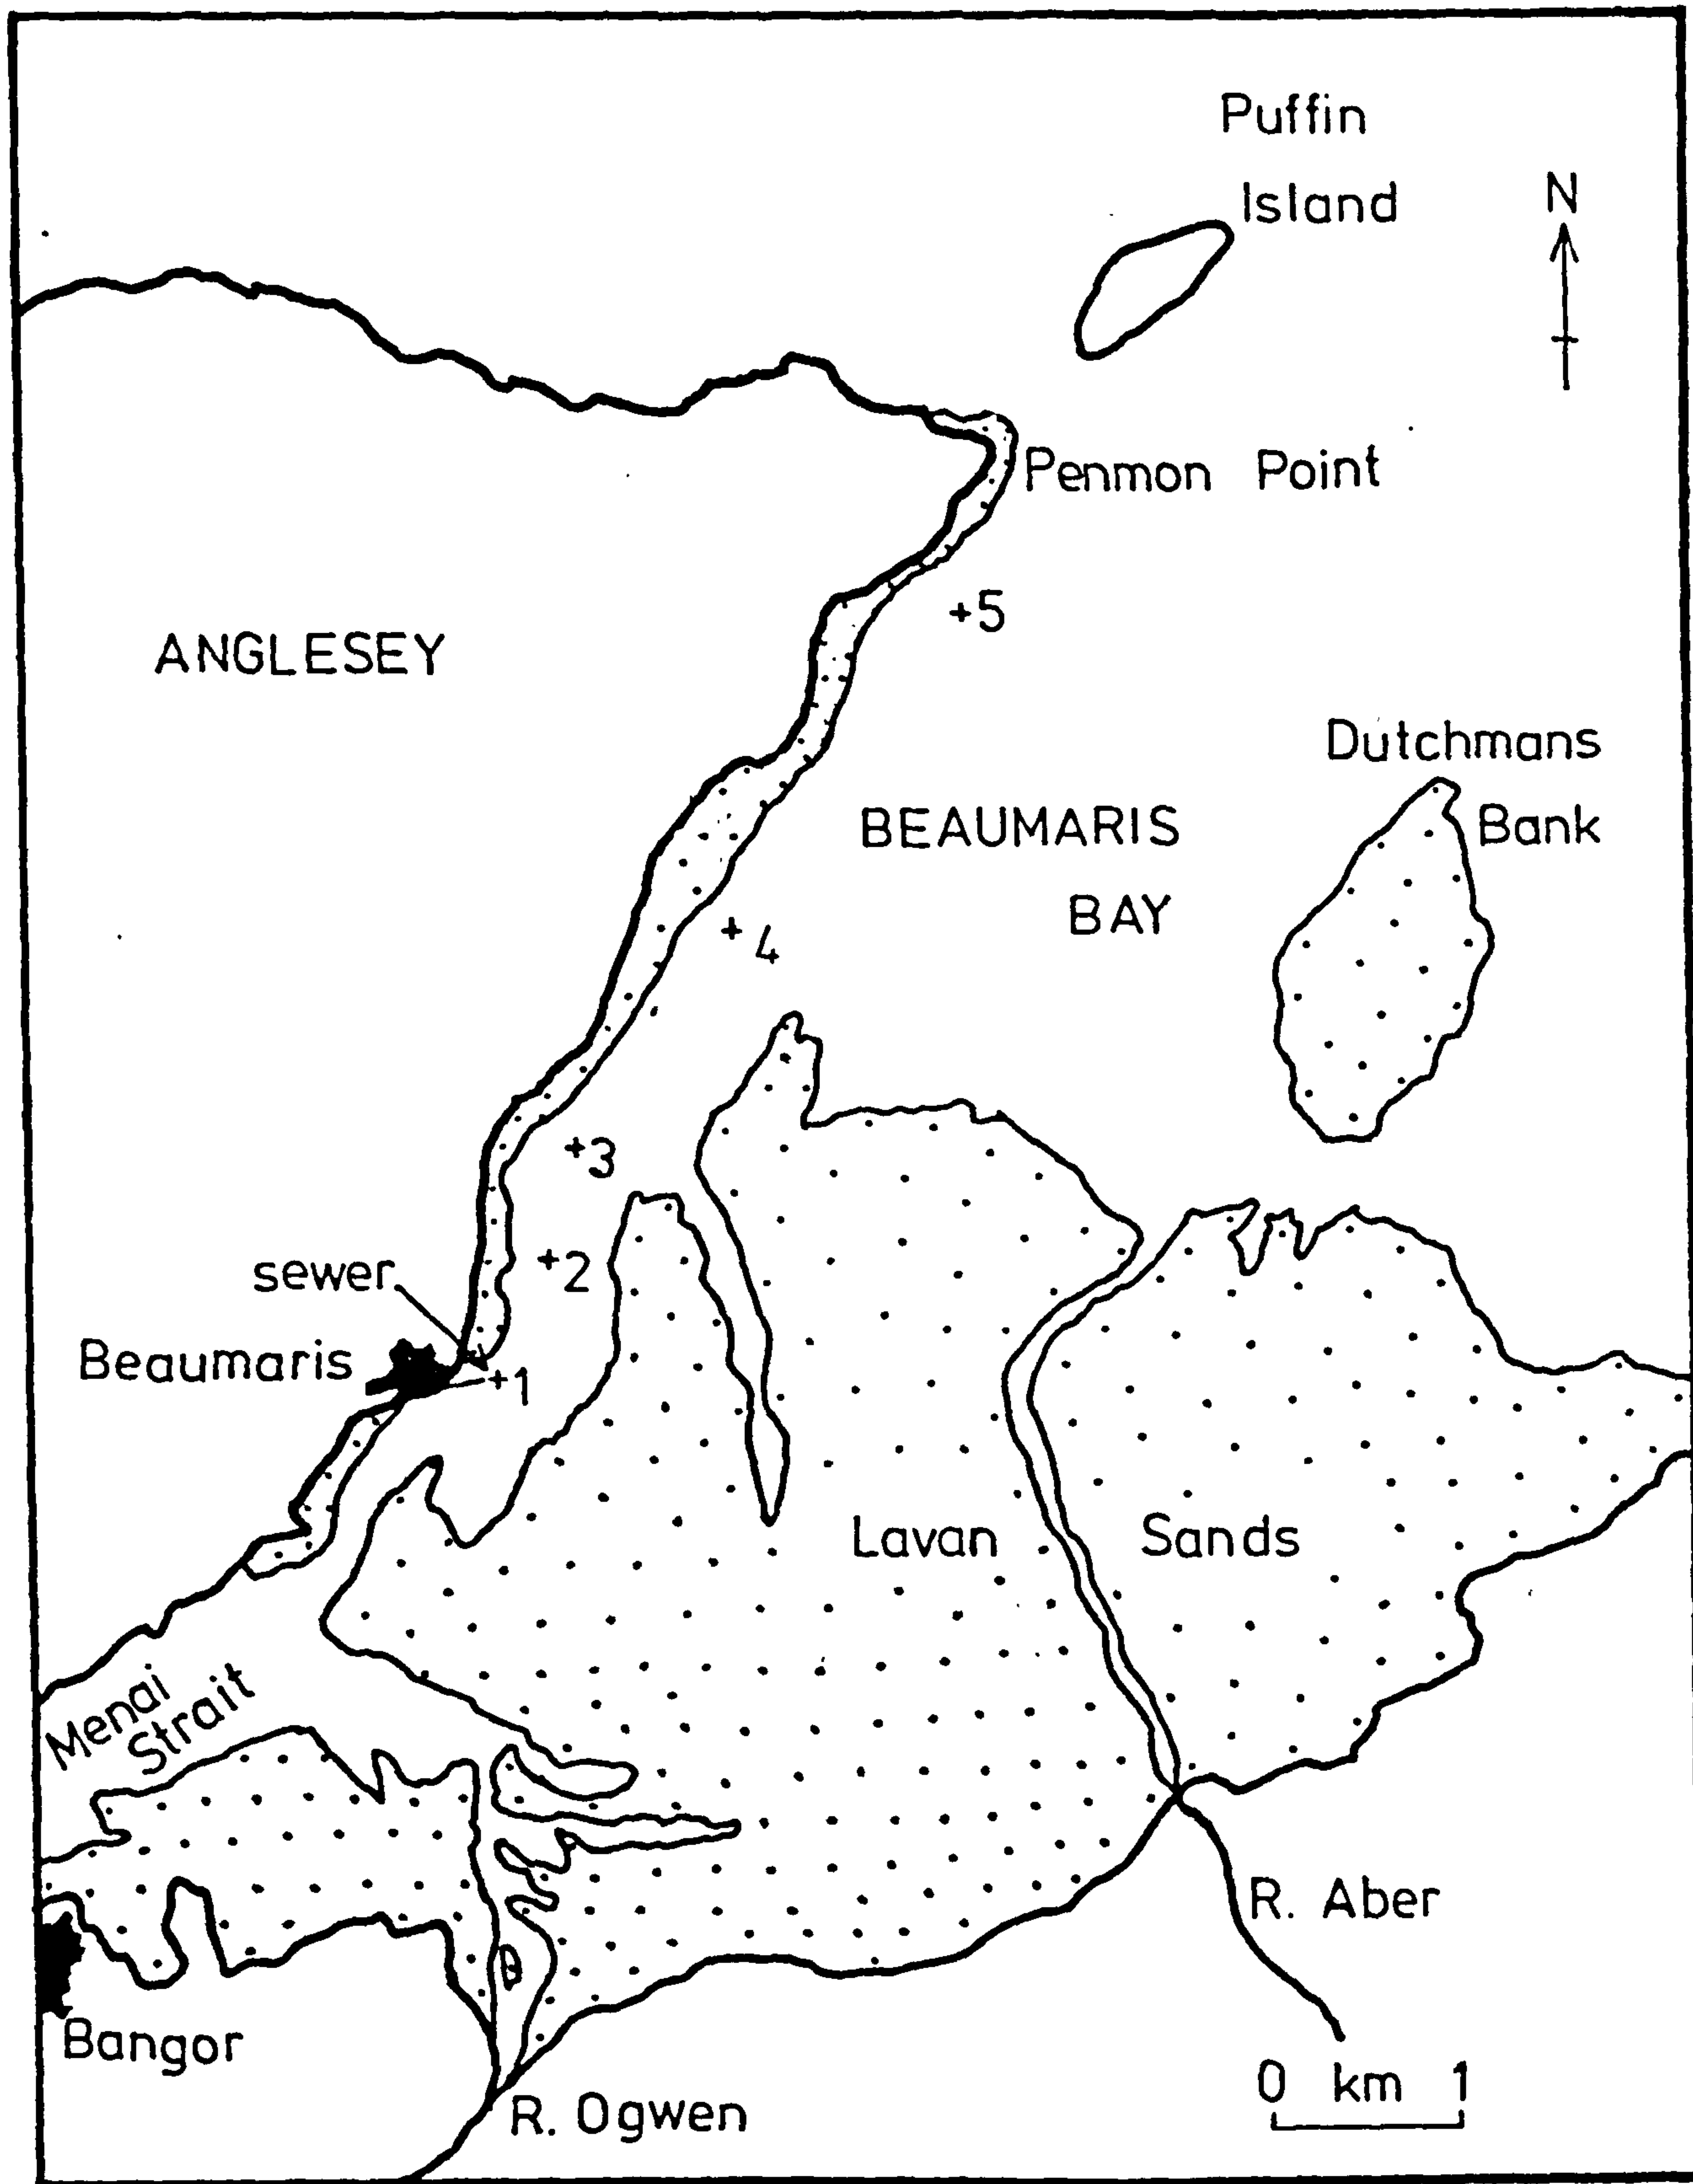 Puffin
Island
N
Penmon Point
+5
ANGLESEY
Dutchmans
Bank
BEAUMARIS
BAY
+4
+3
+2
sewer
Beaumaris
+1
Lavan Sands
Menai
Strait
R. Aber
Bangor
0 km 1
R. Ogwen